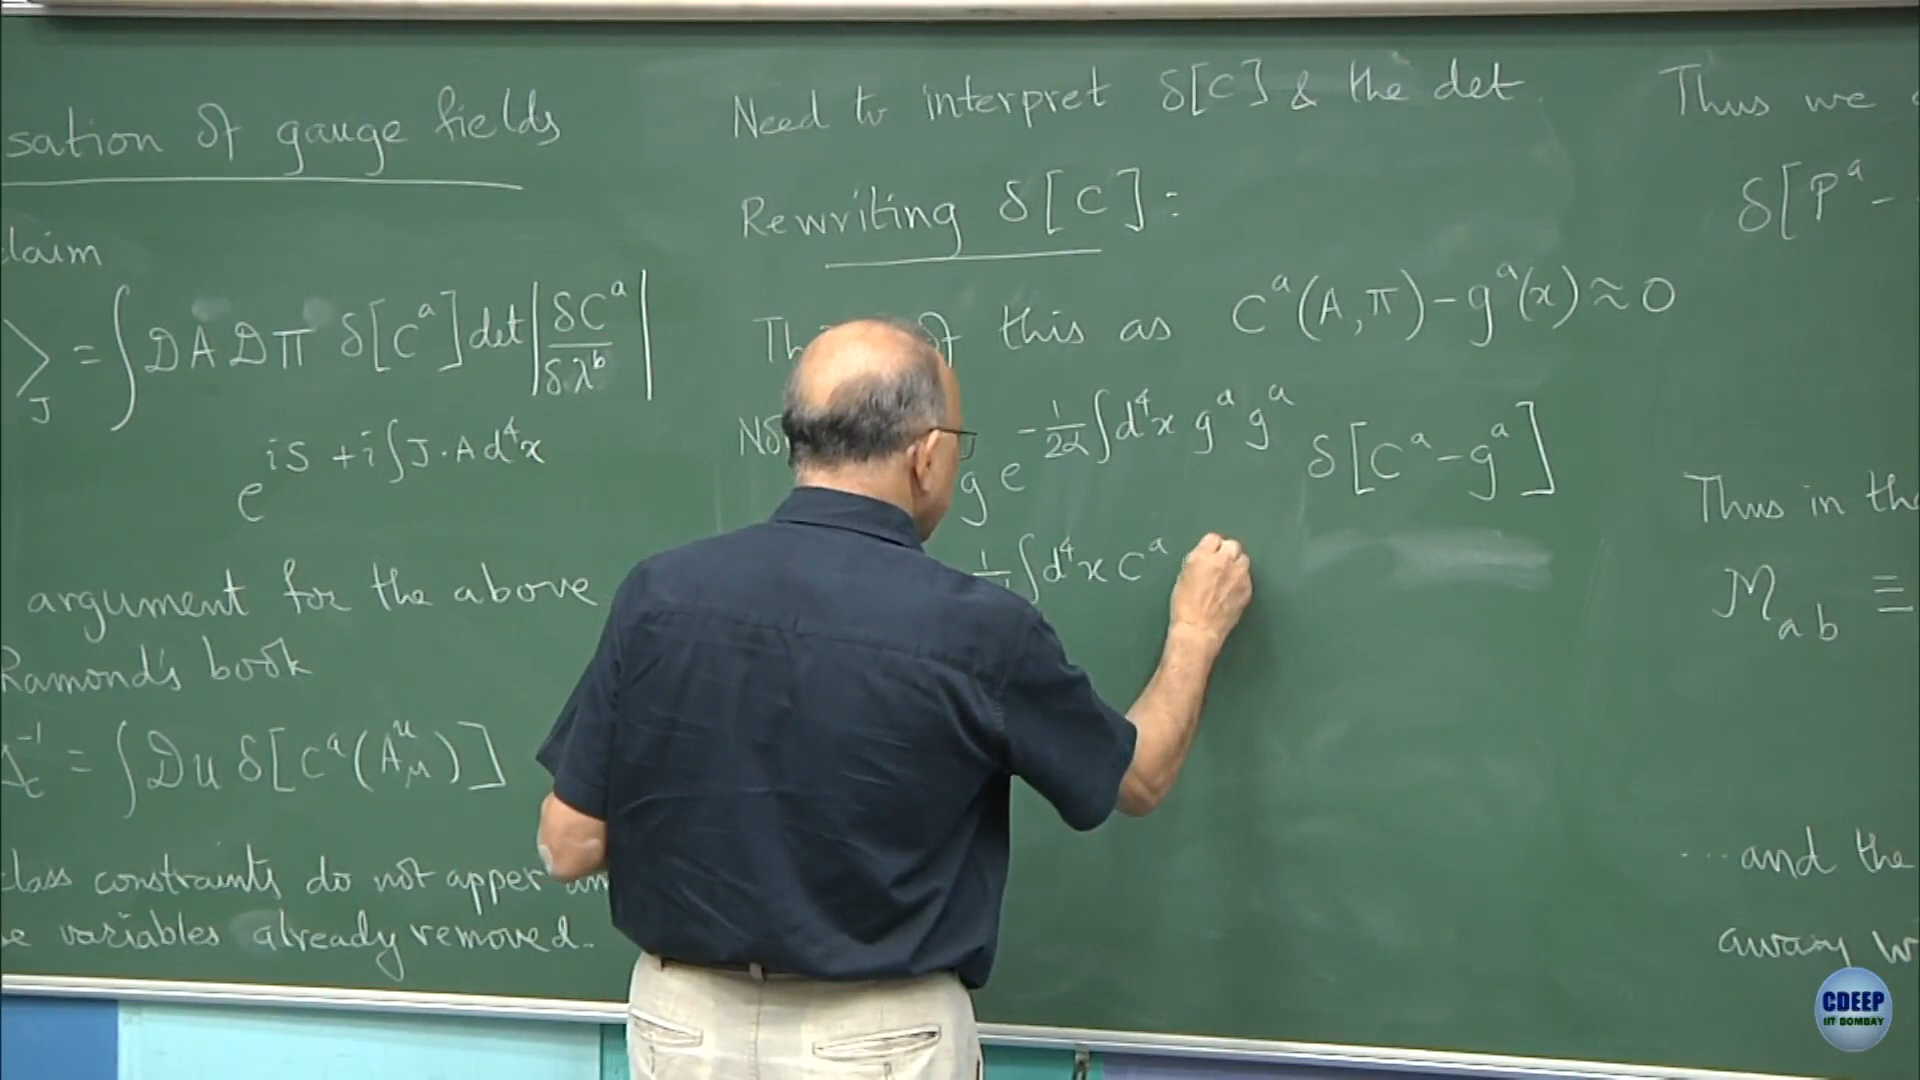 sation of gauge fields
laim
⟩_J = ∫ DA Dπ δ[C^a] det |δC^a/δλ^b|
e^{iS + i∫J·A d^4x}
argument for the above
Ramond's book
= ∫ Du δ[C^a(A^u_μ)]
class constraints do not apper
variables already removed.
Need to interpret δ[C] & the det.
Rewriting δ[C]:
of this as C^a(A, π) - g^a(x) ≈ 0
g e^{-1/2α ∫d^4x g^a g^a} δ[C^a - g^a]
∫d^4x C^a
Thus we
δ[P^a -
Thus in the
M_ab ≡
...and the
away
CDEEP
IIT BOMBAY